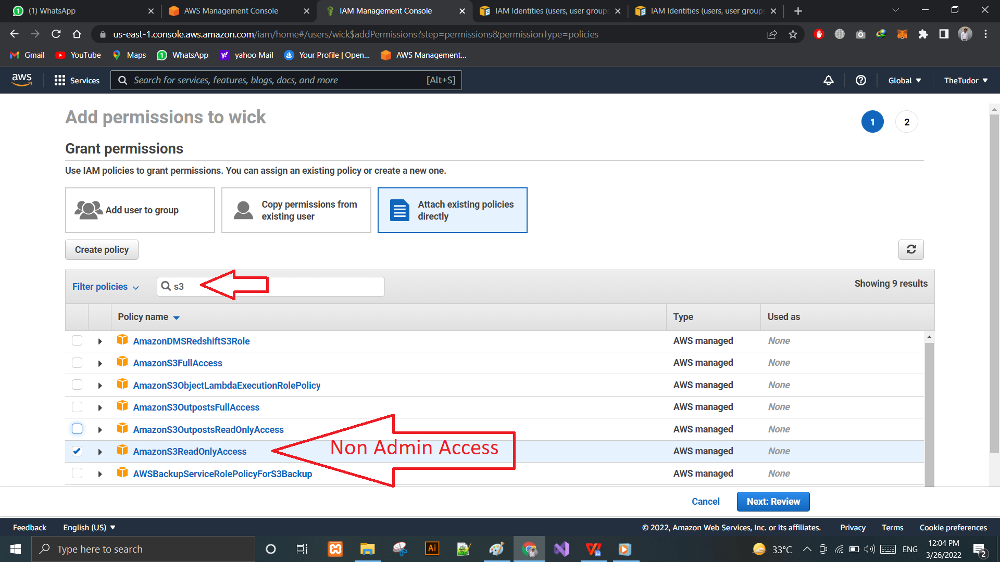 (1) WhatsApp
AWS Management Console
IAM Management Console
IAM Identities (users, user groups
IAM Identities (users, user groups
us-east-1.console.aws.amazon.com/iam/home#/users/wick$addPermissions?step=permissions&permissionType=policies
Gmail
YouTube
Maps
WhatsApp
yahoo Mail
Your Profile | Open...
AWS Management...
aws
Services
Search for services, features, blogs, docs, and more
[Alt+S]
Global
TheTudor
Add permissions to wick
1
2
Grant permissions
Use IAM policies to grant permissions. You can assign an existing policy or create a new one.
Add user to group
Copy permissions from
existing user
Attach existing policies
directly
Create policy
Filter policies
s3
Showing 9 results
Policy name
Type
Used as
AmazonDMSRedshiftS3Role
AWS managed
None
AmazonS3FullAccess
AWS managed
None
AmazonS3ObjectLambdaExecutionRolePolicy
AWS managed
None
AmazonS3OutpostsFullAccess
AWS managed
None
AmazonS3OutpostsReadOnlyAccess
AWS managed
None
AmazonS3ReadOnlyAccess
Non Admin Access
AWS managed
None
AWSBackupServiceRolePolicyForS3Backup
AWS managed
None
Cancel
Next: Review
Feedback
English (US)
© 2022, Amazon Web Services, Inc. or its affiliates.
Privacy
Terms
Cookie preferences
Type here to search
Ai
33°C
ENG
12:04 PM
3/26/2022
2